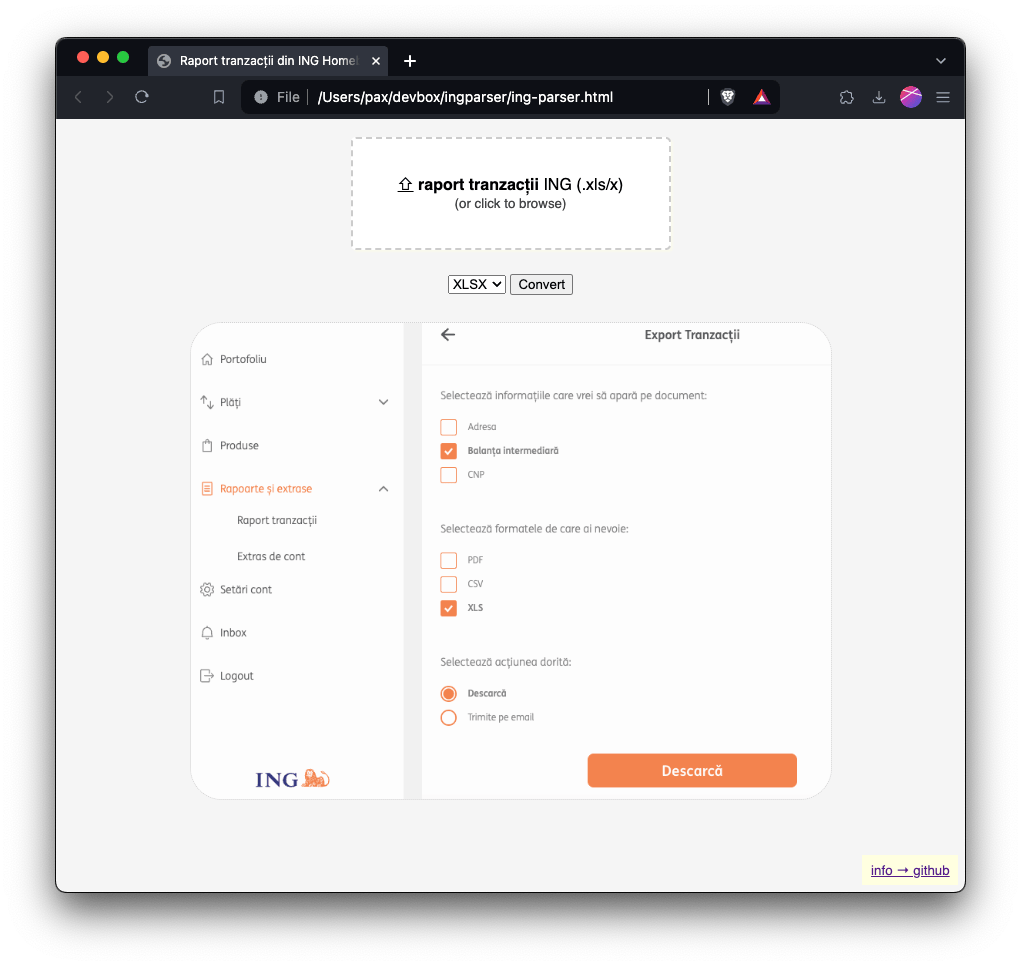 Raport tranzacții din ING Home
File
/Users/pax/devbox/ingparser/ing-parser.html
raport tranzacții ING (.xls/x)
(or click to browse)
XLSX
Convert
Portofoliu
Plăți
Produse
Rapoarte și extrase
Raport tranzacții
Extras de cont
Setări cont
Inbox
Logout
ING
Export Tranzacții
Selectează informațiile care vrei să apară pe document:
Adresa
Balanța intermediară
CNP
Selectează formatele de care ai nevoie:
PDF
CSV
XLS
Selectează acțiunea dorită:
Descarcă
Trimite pe email
Descarcă
info → github